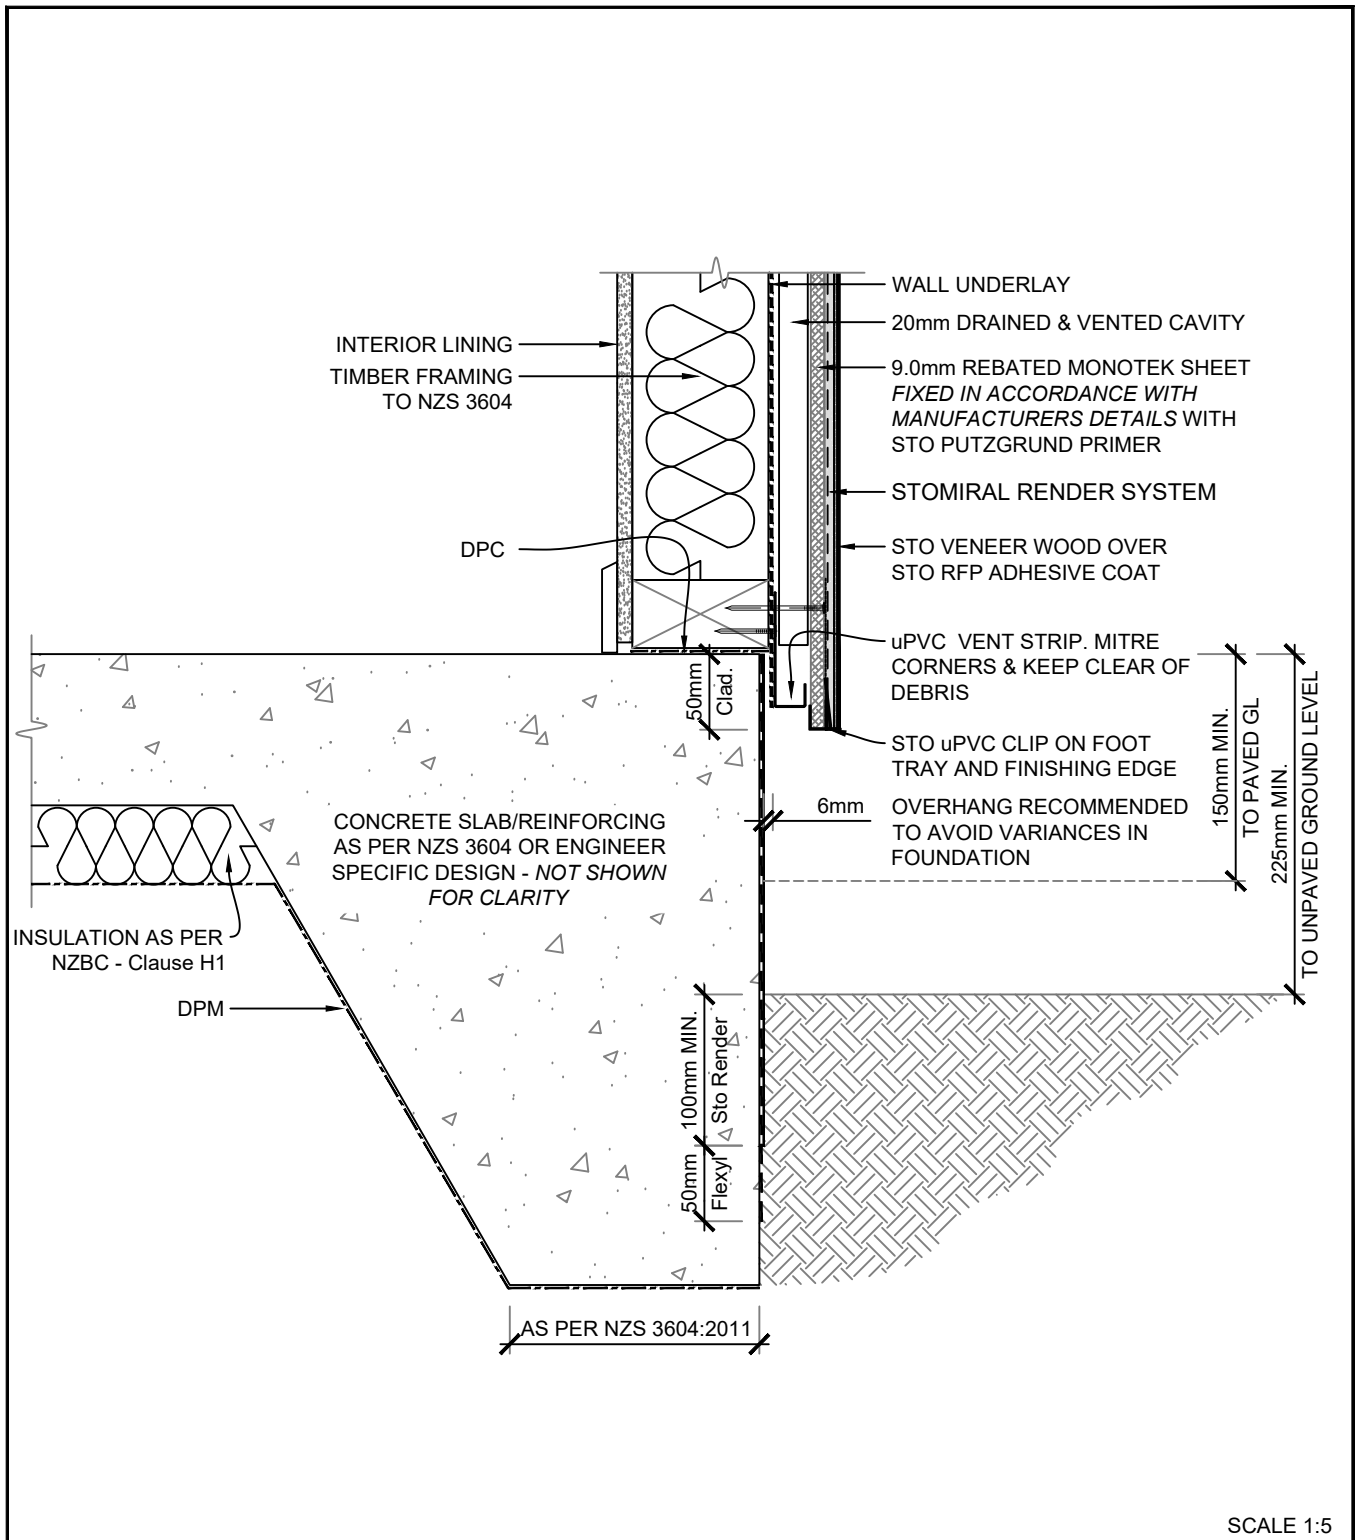 INTERIOR LINING
TIMBER FRAMING
TO NZS 3604
DPC
WALL UNDERLAY
20mm DRAINED & VENTED CAVITY
9.0mm REBATED MONOTEK SHEET
FIXED IN ACCORDANCE WITH
MANUFACTURERS DETAILS WITH
STO PUTZGRUND PRIMER
STOMIRAL RENDER SYSTEM
STO VENEER WOOD OVER
STO RFP ADHESIVE COAT
uPVC VENT STRIP. MITRE
CORNERS & KEEP CLEAR OF
DEBRIS
STO uPVC CLIP ON FOOT
TRAY AND FINISHING EDGE
6mm
OVERHANG RECOMMENDED
TO AVOID VARIANCES IN
FOUNDATION
50mm
Clad.
150mm MIN.
TO PAVED GL
225mm MIN.
TO UNPAVED GROUND LEVEL
CONCRETE SLAB/REINFORCING
AS PER NZS 3604 OR ENGINEER
SPECIFIC DESIGN - NOT SHOWN
FOR CLARITY
INSULATION AS PER
NZBC - Clause H1
DPM
100mm MIN.
Sto Render
50mm
Flexyl
AS PER NZS 3604:2011
SCALE 1:5